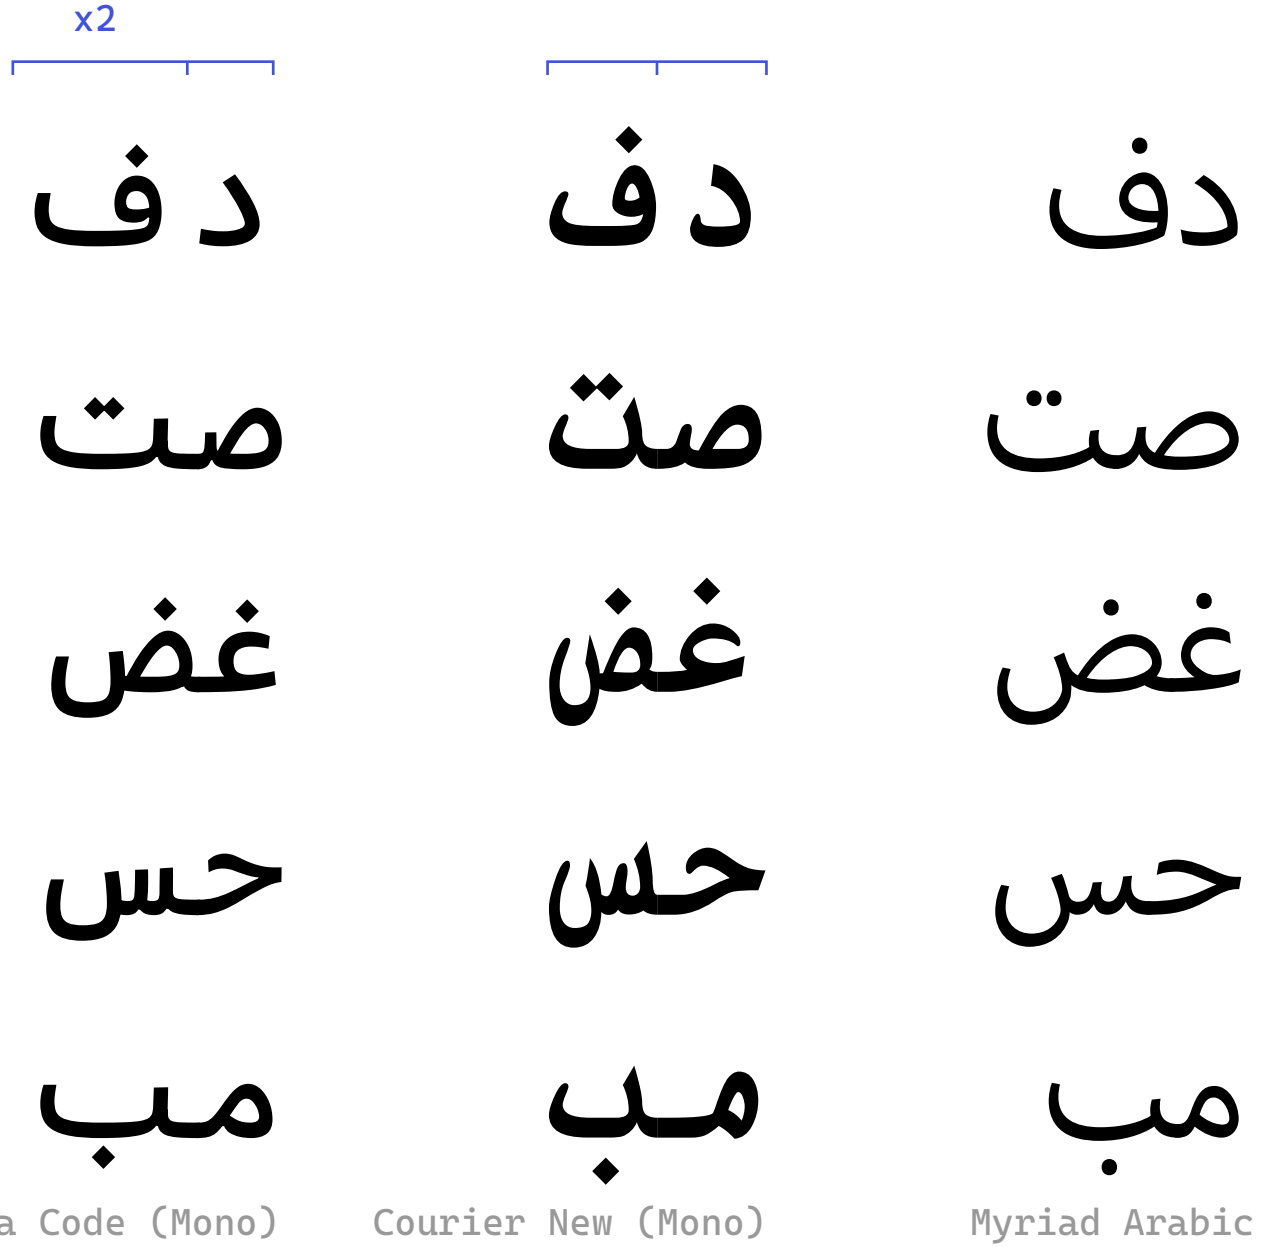 x2
دف دف دف
صت صت صت
غض غض غض
حس حس حس
مب مب مب
a Code (Mono) Courier New (Mono) Myriad Arabic